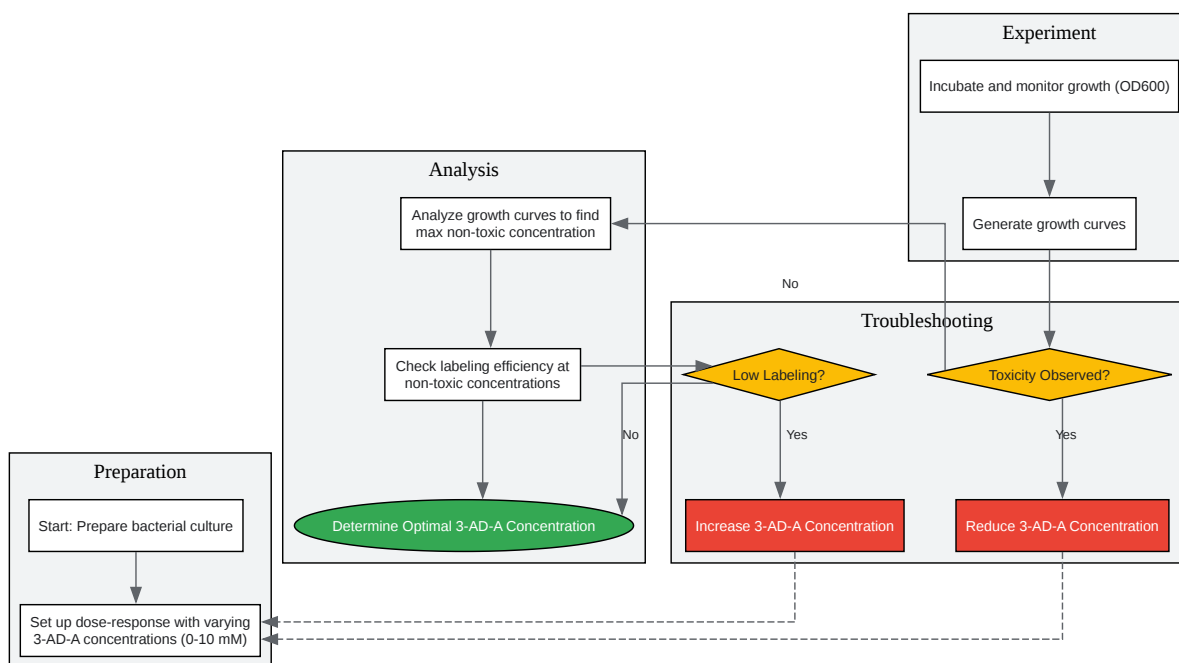 Experiment
Incubate and monitor growth (OD600)
Generate growth curves
Analysis
Analyze growth curves to find
max non-toxic concentration
Check labeling efficiency at
non-toxic concentrations
Determine Optimal 3-AD-A Concentration
No
No
Troubleshooting
Low Labeling?
Toxicity Observed?
Yes
Yes
Increase 3-AD-A Concentration
Reduce 3-AD-A Concentration
Preparation
Start: Prepare bacterial culture
Set up dose-response with varying
3-AD-A concentrations (0-10 mM)